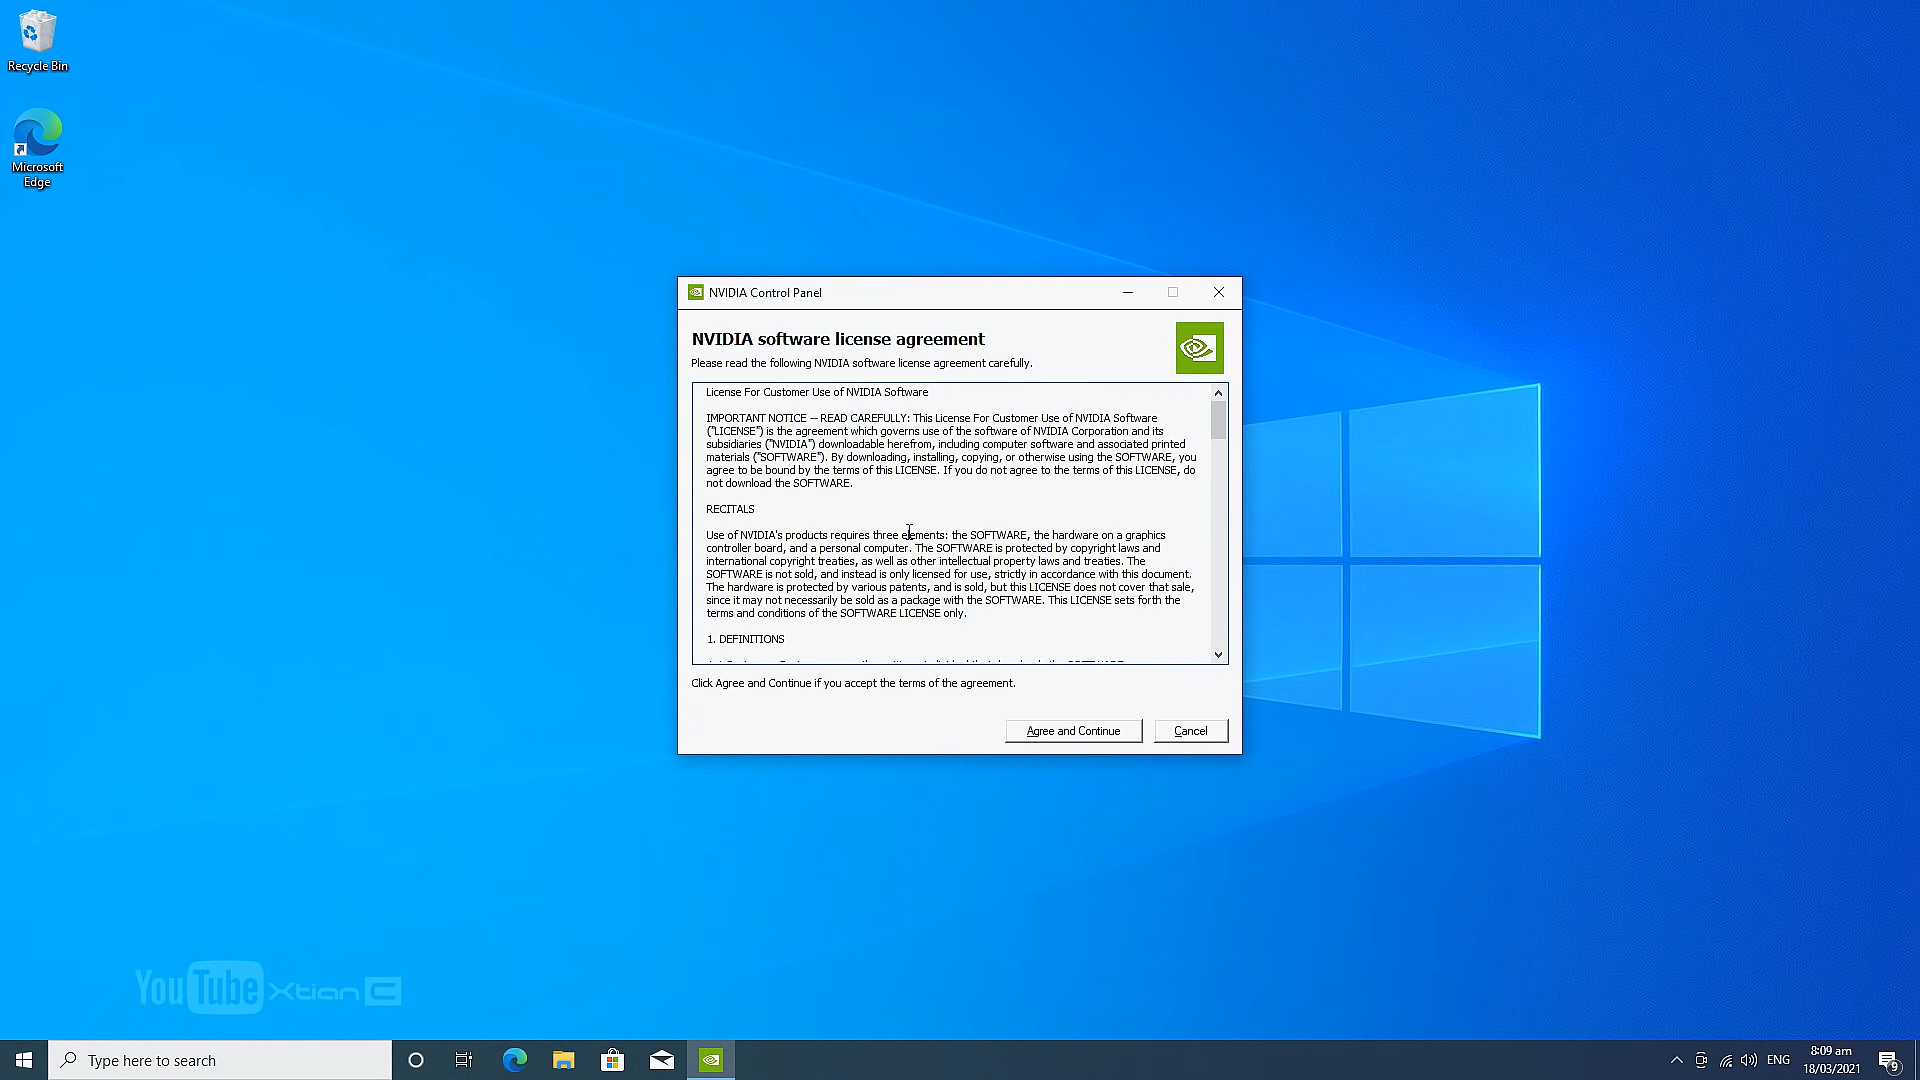 Recycle Bin
Microsoft
Edge
NVIDIA Control Panel
NVIDIA software license agreement
Please read the following NVIDIA software license agreement carefully.
License For Customer Use of NVIDIA Software
IMPORTANT NOTICE -- READ CAREFULLY: This License For Customer Use of NVIDIA Software
("LICENSE") is the agreement which governs use of the software of NVIDIA Corporation and its
subsidiaries ("NVIDIA") downloadable herefrom, including computer software and associated printed
materials ("SOFTWARE"). By downloading, installing, copying, or otherwise using the SOFTWARE, you
agree to be bound by the terms of this LICENSE. If you do not agree to the terms of this LICENSE, do
not download the SOFTWARE.
RECITALS
Use of NVIDIA's products requires three elements: the SOFTWARE, the hardware on a graphics
controller board, and a personal computer. The SOFTWARE is protected by copyright laws and
international copyright treaties, as well as other intellectual property laws and treaties. The
SOFTWARE is not sold, and instead is only licensed for use, strictly in accordance with this document.
The hardware is protected by various patents, and is sold, but this LICENSE does not cover that sale,
since it may not necessarily be sold as a package with the SOFTWARE. This LICENSE sets forth the
terms and conditions of the SOFTWARE LICENSE only.
1. DEFINITIONS
Click Agree and Continue if you accept the terms of the agreement.
Agree and Continue
Cancel
YouTube Xtian C
Type here to search
ENG
8:09 am
18/03/2021
9